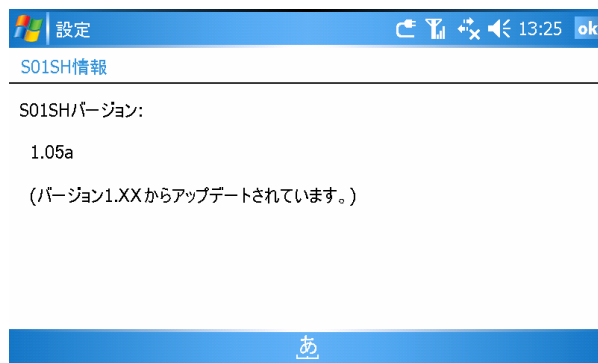 設定 13:25 ok
S01SH情報
S01SHバージョン:
1.05a
(バージョン1.XXからアップデートされています。)
あ